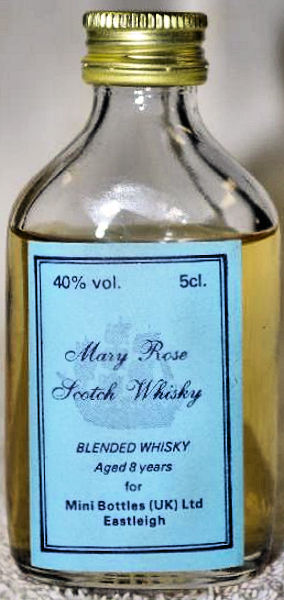 40% vol. 5cl.
Mary Rose
Scotch Whisky
BLENDED WHISKY
Aged 8 years
for
Mini Bottles (UK) Ltd
Eastleigh